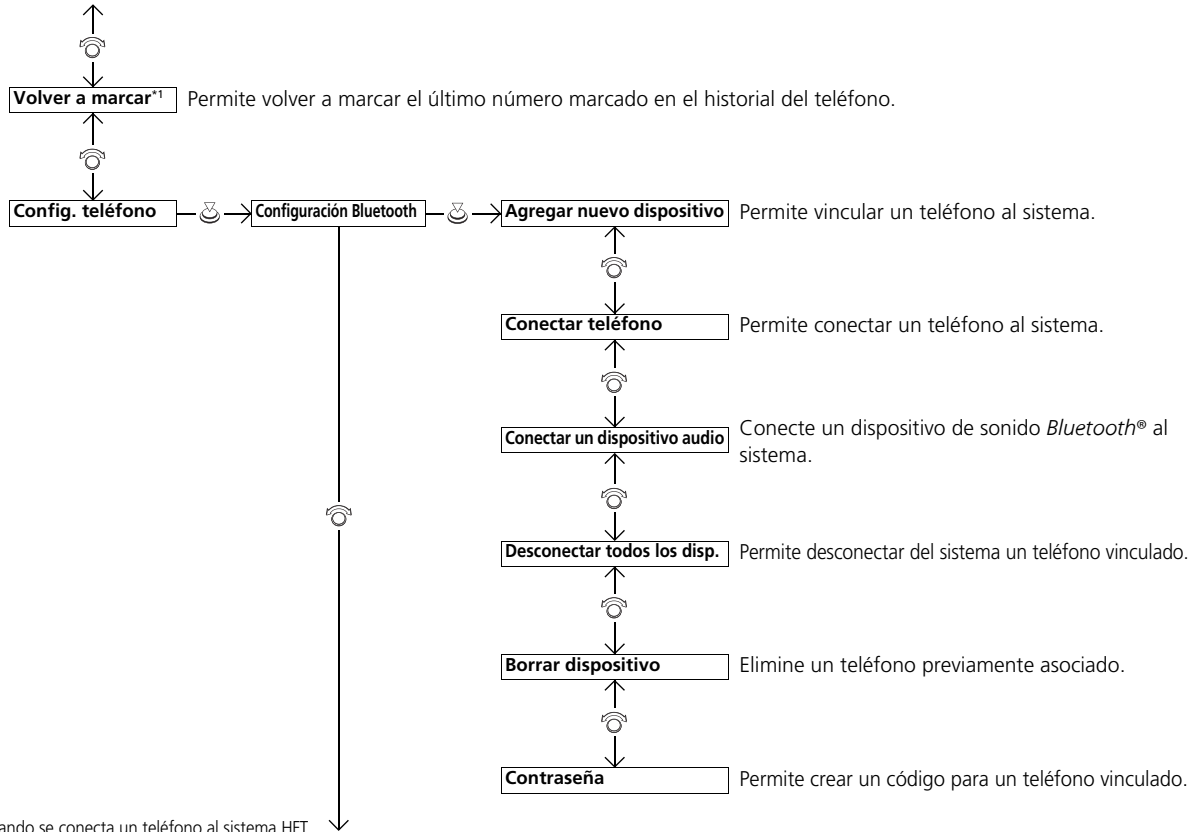 Volver a marcar*1 Permite volver a marcar el último número marcado en el historial del teléfono.
Config. teléfono Configuración Bluetooth Agregar nuevo dispositivo Permite vincular un teléfono al sistema.
Conectar teléfono Permite conectar un teléfono al sistema.
Conectar un dispositivo audio Conecte un dispositivo de sonido Bluetooth® al
sistema.
Desconectar todos los disp. Permite desconectar del sistema un teléfono vinculado.
Borrar dispositivo Elimine un teléfono previamente asociado.
Contraseña Permite crear un código para un teléfono vinculado.
se conecta un teléfono al sistema HFT